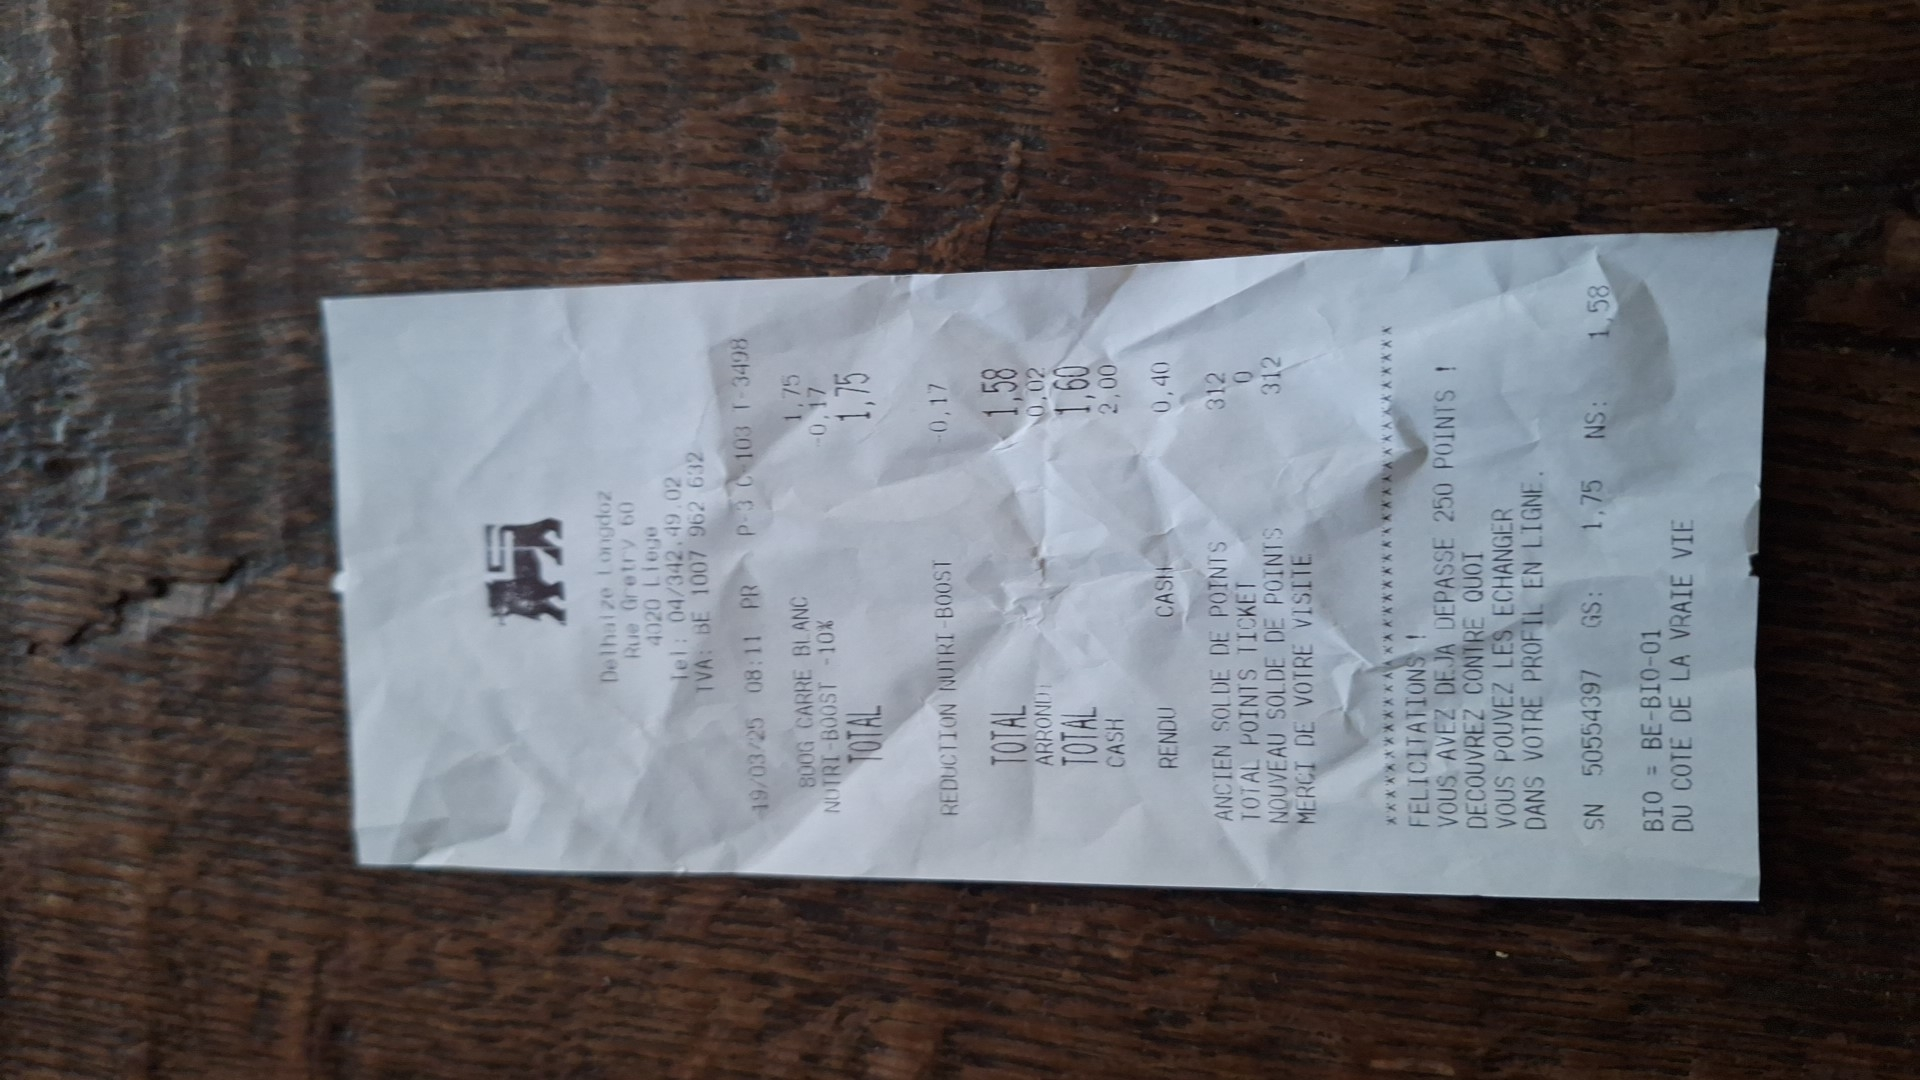 Delhaize Longdoz
Rue Gretry 60
4020 Liege
Tel : 04/342.49.02
TVA: BE 1007 962 632
19/03/25 08:11 PR P-3 C-103 T-3498
800G CARRE BLANC 1,75
NUTRI-BOOST -10% -0,17
TOTAL 1,75
REDUCTION NUTRI-BOOST -0,17
TOTAL 1,58
ARRONDI 0,02
TOTAL 1,60
CASH 2,00
RENDU CASH 0,40
ANCIEN SOLDE DE POINTS 312
TOTAL POINTS TICKET 0
NOUVEAU SOLDE DE POINTS 312
MERCI DE VOTRE VISITE
****************************************
FELICITATIONS !
VOUS AVEZ DEJA DEPASSE 250 POINTS !
DECOUVREZ CONTRE QUOI
VOUS POUVEZ LES ECHANGER
DANS VOTRE PROFIL EN LIGNE.
SN 5054397 GS: 1,75 NS: 1,58
BIO = BE-BIO-01
DU COTE DE LA VRAIE VIE